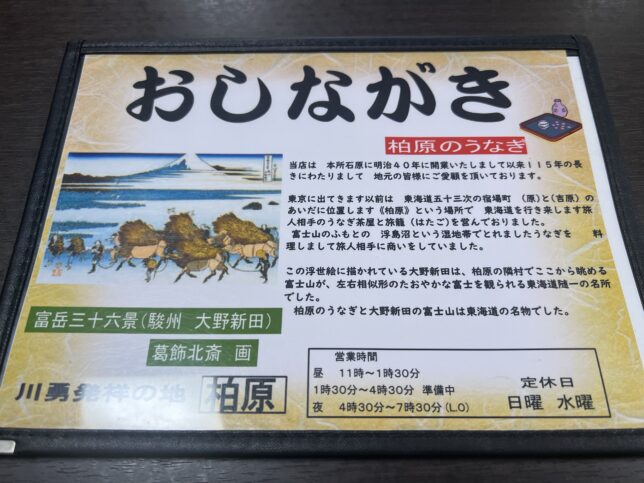 おしながき
柏原のうなぎ
当店は 本所石原に明治40年に開業いたしまして以来115年の長
きにわたりまして 地元の皆様にご愛顧を頂いております。
東京に出てきます以前は 東海道五十三次の宿場町 (原)と(吉原)の
あいだに位置します《柏原》という場所で 東海道を行き来します旅
人相手のうなぎ茶屋と旅籠(はたご)を営んでおりました。
富士山のふもとの 浮島沼という湿地帯でとれましたうなぎを 料
理しまして旅人相手に商いをしていました。
この浮世絵に描かれている大野新田は、柏原の隣村でここから眺める
富士山が、左右相似形のたおやかな富士を観られる東海道随一の名所
でした。
柏原のうなぎと大野新田の富士山は東海道の名物でした。
富岳三十六景(駿州 大野新田)
葛飾北斎 画
川勇発祥の地 柏原
営業時間
昼 11時~1時30分
1時30分~4時30分 準備中
夜 4時30分~7時30分(L.O)
定休日
日曜 水曜